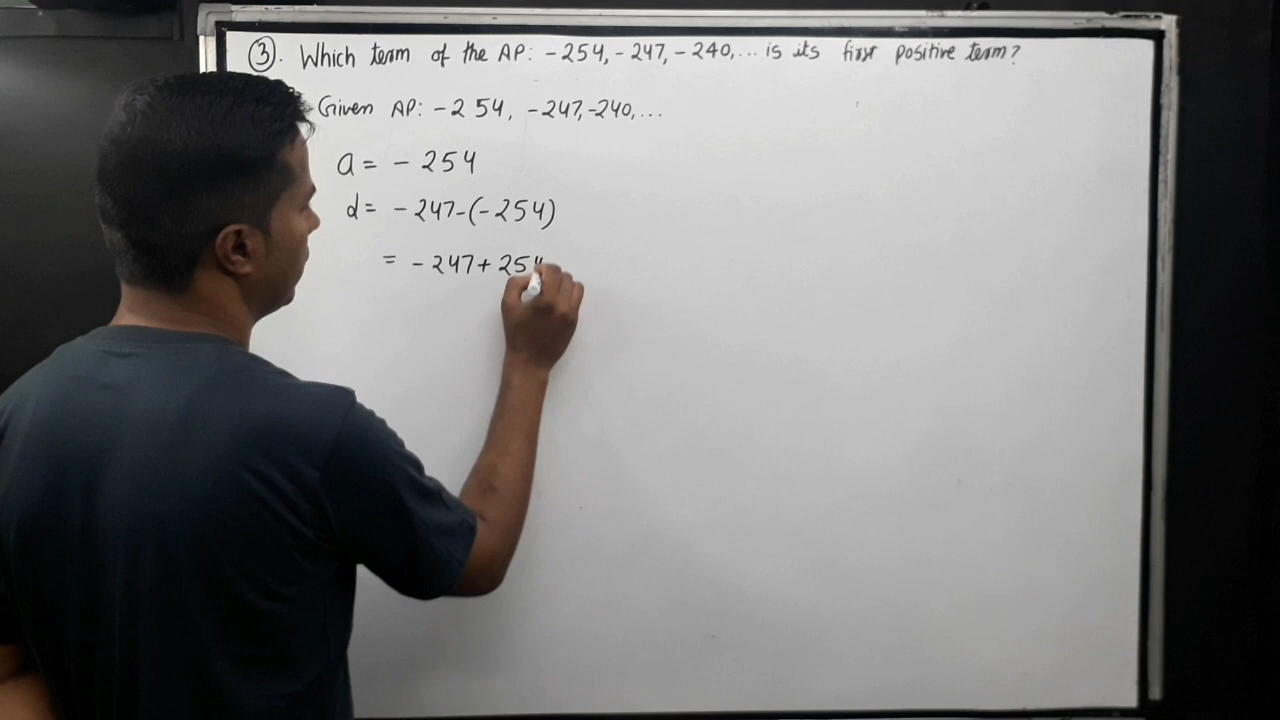 3. Which term of the AP: -254, -247, -240, ... is its first positive term?
Given AP: -254, -247, -240, ...
a = -254
d = -247-(-254)
= -247+254